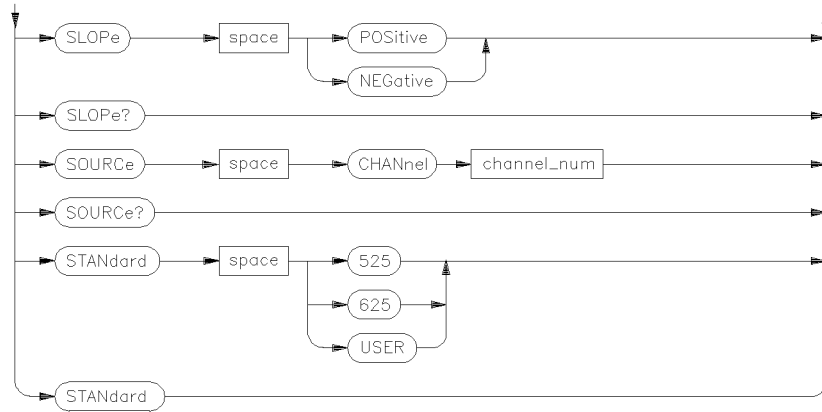 SLOPe space POSitive
NEGative
SLOPe?
SOURCe space CHANnel channel_num
SOURCe?
STANdard space 525
625
USER
STANdard